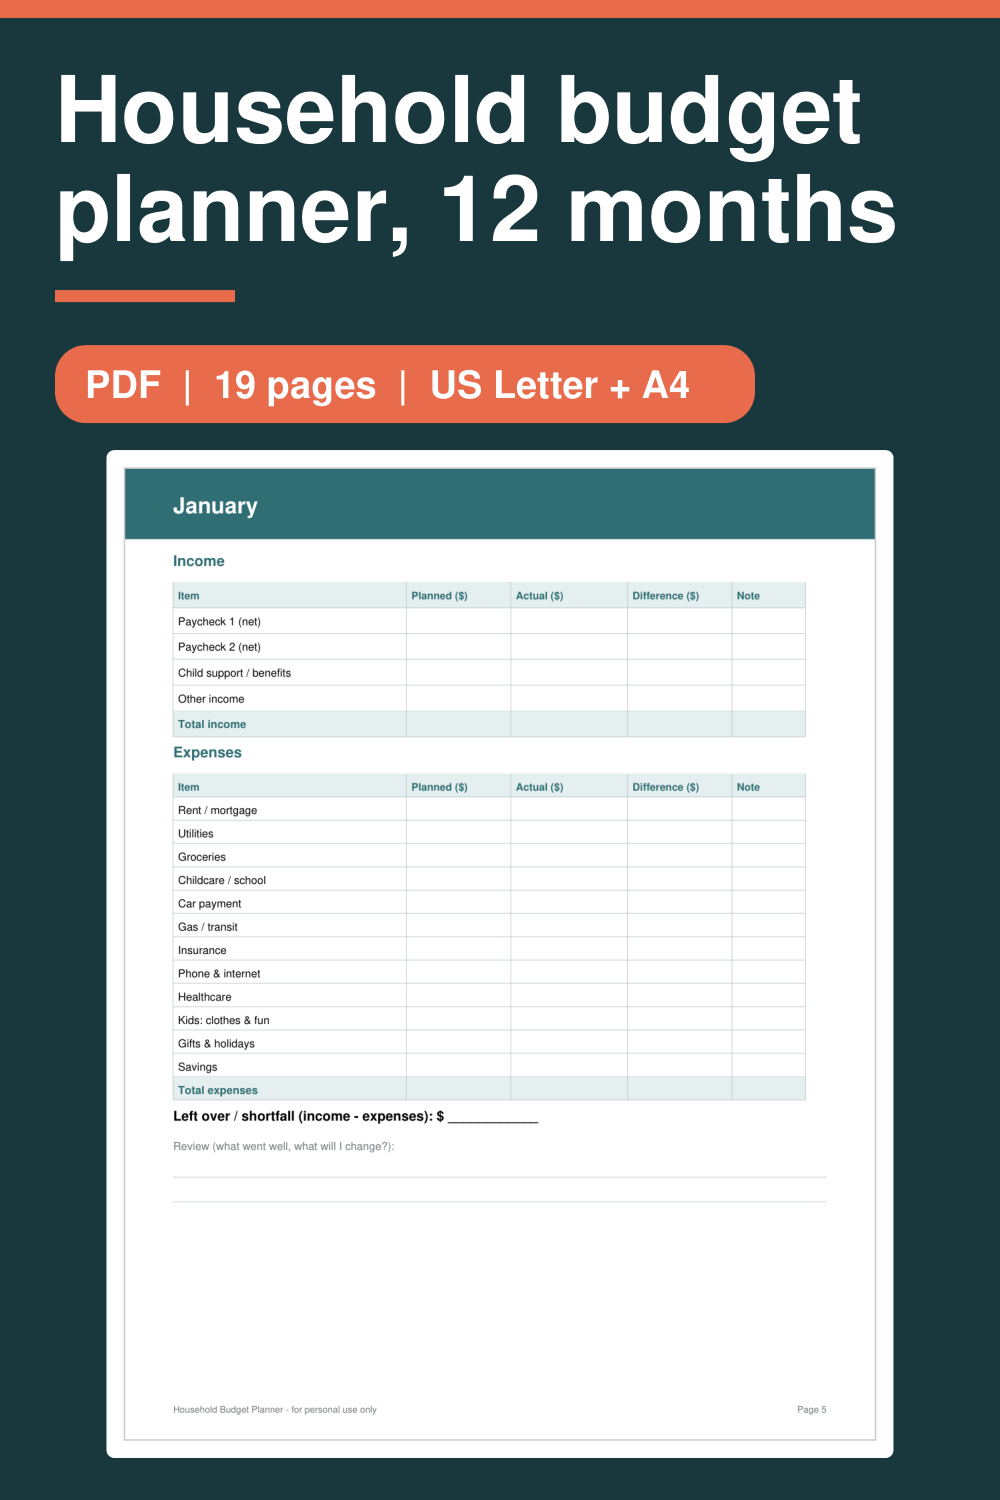 Household budget
planner, 12 months
PDF | 19 pages | US Letter + A4
January
Income
Item Planned ($) Actual ($) Difference ($) Note
Paycheck 1 (net)
Paycheck 2 (net)
Child support / benefits
Other income
Total income
Expenses
Item Planned ($) Actual ($) Difference ($) Note
Rent / mortgage
Utilities
Groceries
Childcare / school
Car payment
Gas / transit
Insurance
Phone & internet
Healthcare
Kids: clothes & fun
Gifts & holidays
Savings
Total expenses
Left over / shortfall (income - expenses): $ ____________
Review (what went well, what will I change?):
Household Budget Planner - for personal use only Page 5